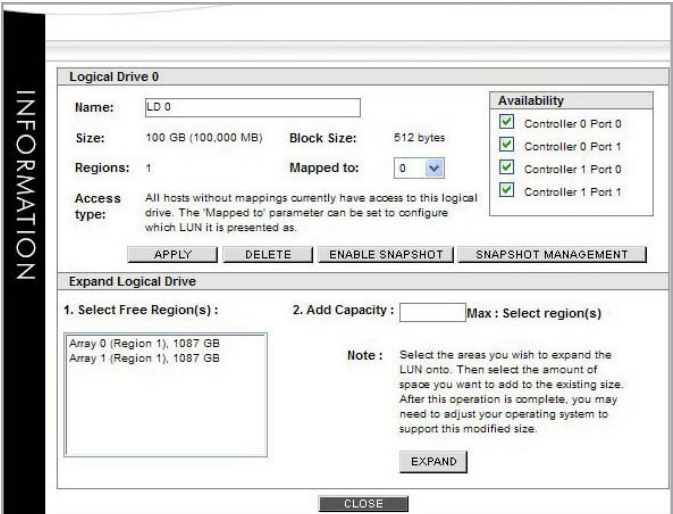 INFORMATION
Logical Drive 0
Name: LD 0
Size: 100 GB (100,000 MB) Block Size: 512 bytes
Regions: 1 Mapped to: 0
Access type: All hosts without mappings currently have access to this logical
drive. The 'Mapped to' parameter can be set to configure
which LUN it is presented as.
Availability
Controller 0 Port 0
Controller 0 Port 1
Controller 1 Port 0
Controller 1 Port 1
APPLY DELETE ENABLE SNAPSHOT SNAPSHOT MANAGEMENT
Expand Logical Drive
1. Select Free Region(s) : 2. Add Capacity : Max : Select region(s)
Array 0 (Region 1), 1087 GB
Array 1 (Region 1), 1087 GB
Note : Select the areas you wish to expand the
LUN onto. Then select the amount of
space you want to add to the existing size.
After this operation is complete, you may
need to adjust your operating system to
support this modified size.
EXPAND
CLOSE